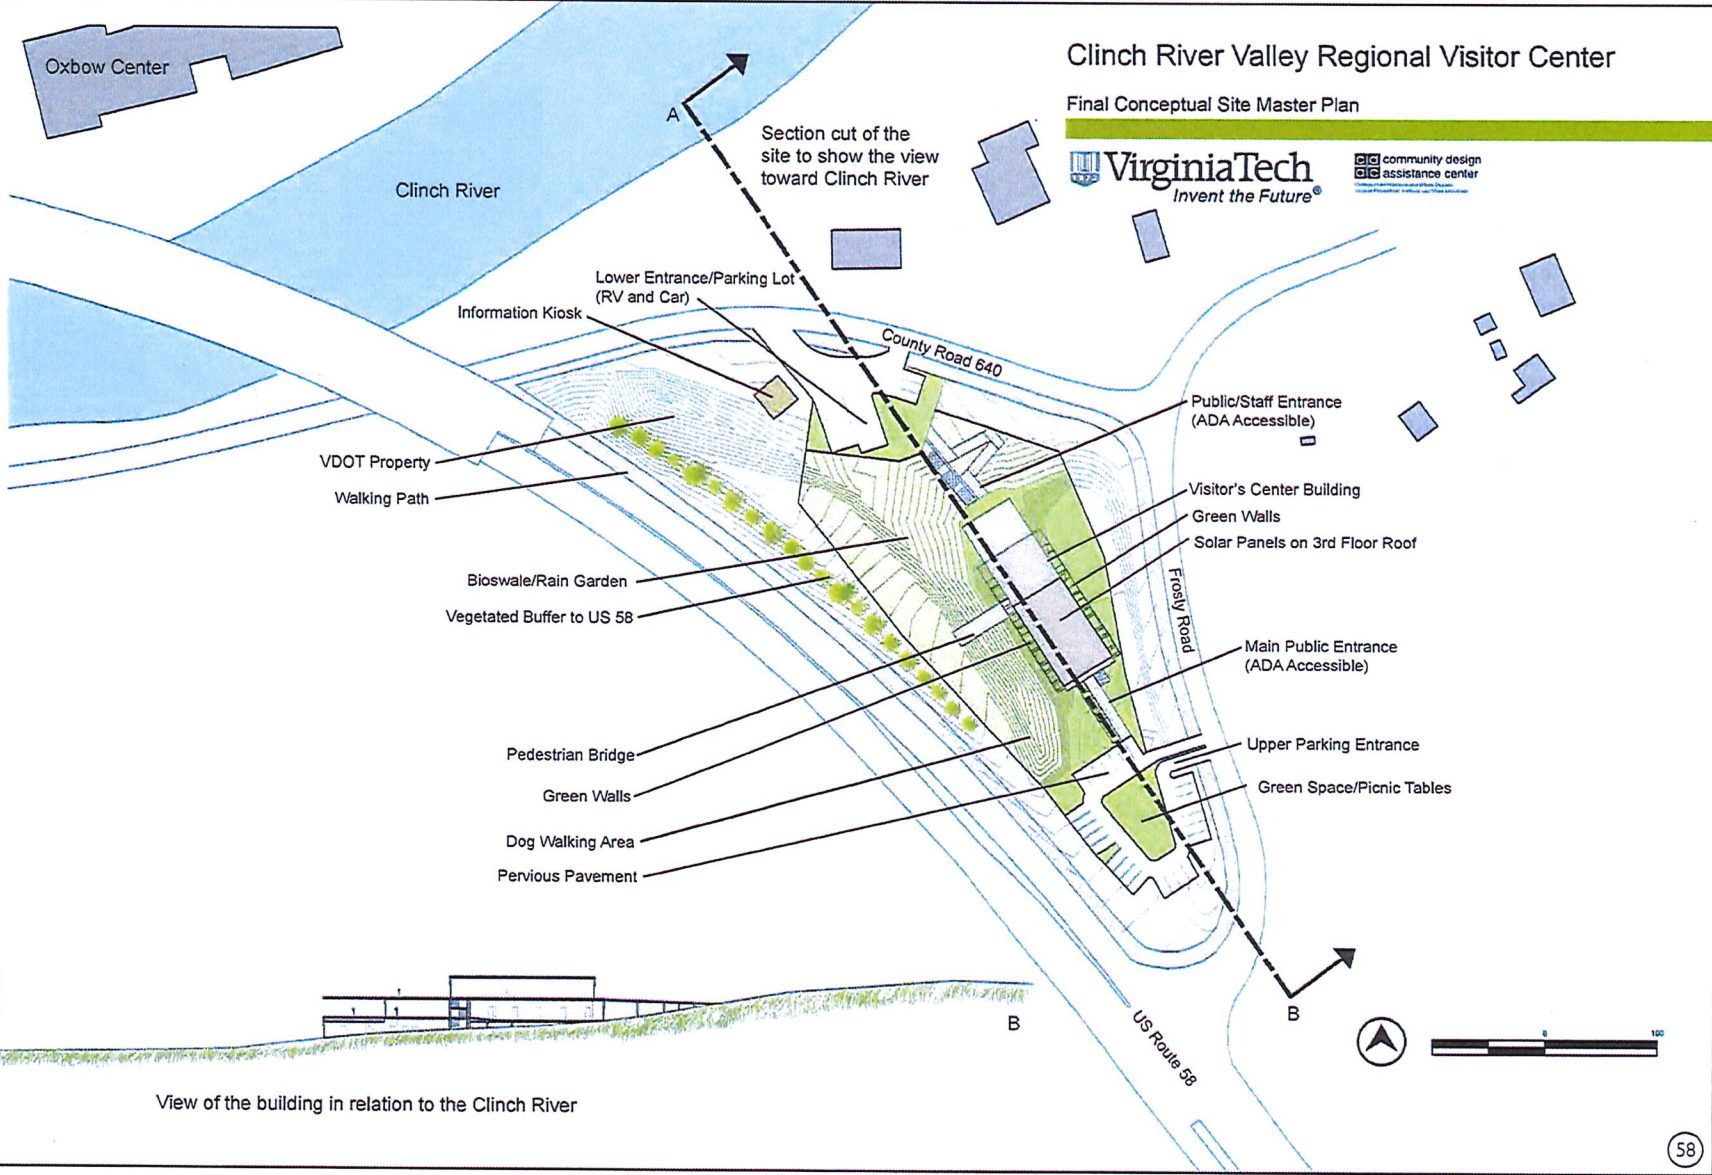 Clinch River Valley Regional Visitor Center
Final Conceptual Site Master Plan
VirginiaTech
Invent the Future®
community design
assistance center
Oxbow Center
Clinch River
A
Section cut of the
site to show the view
toward Clinch River
Lower Entrance/Parking Lot
(RV and Car)
Information Kiosk
County Road 640
VDOT Property
Walking Path
Bioswale/Rain Garden
Vegetated Buffer to US 58
Pedestrian Bridge
Green Walls
Dog Walking Area
Pervious Pavement
Public/Staff Entrance
(ADA Accessible)
Visitor's Center Building
Green Walls
Solar Panels on 3rd Floor Roof
Frosty Road
Main Public Entrance
(ADA Accessible)
Upper Parking Entrance
Green Space/Picnic Tables
B
US Route 58
B
0
100
View of the building in relation to the Clinch River
58